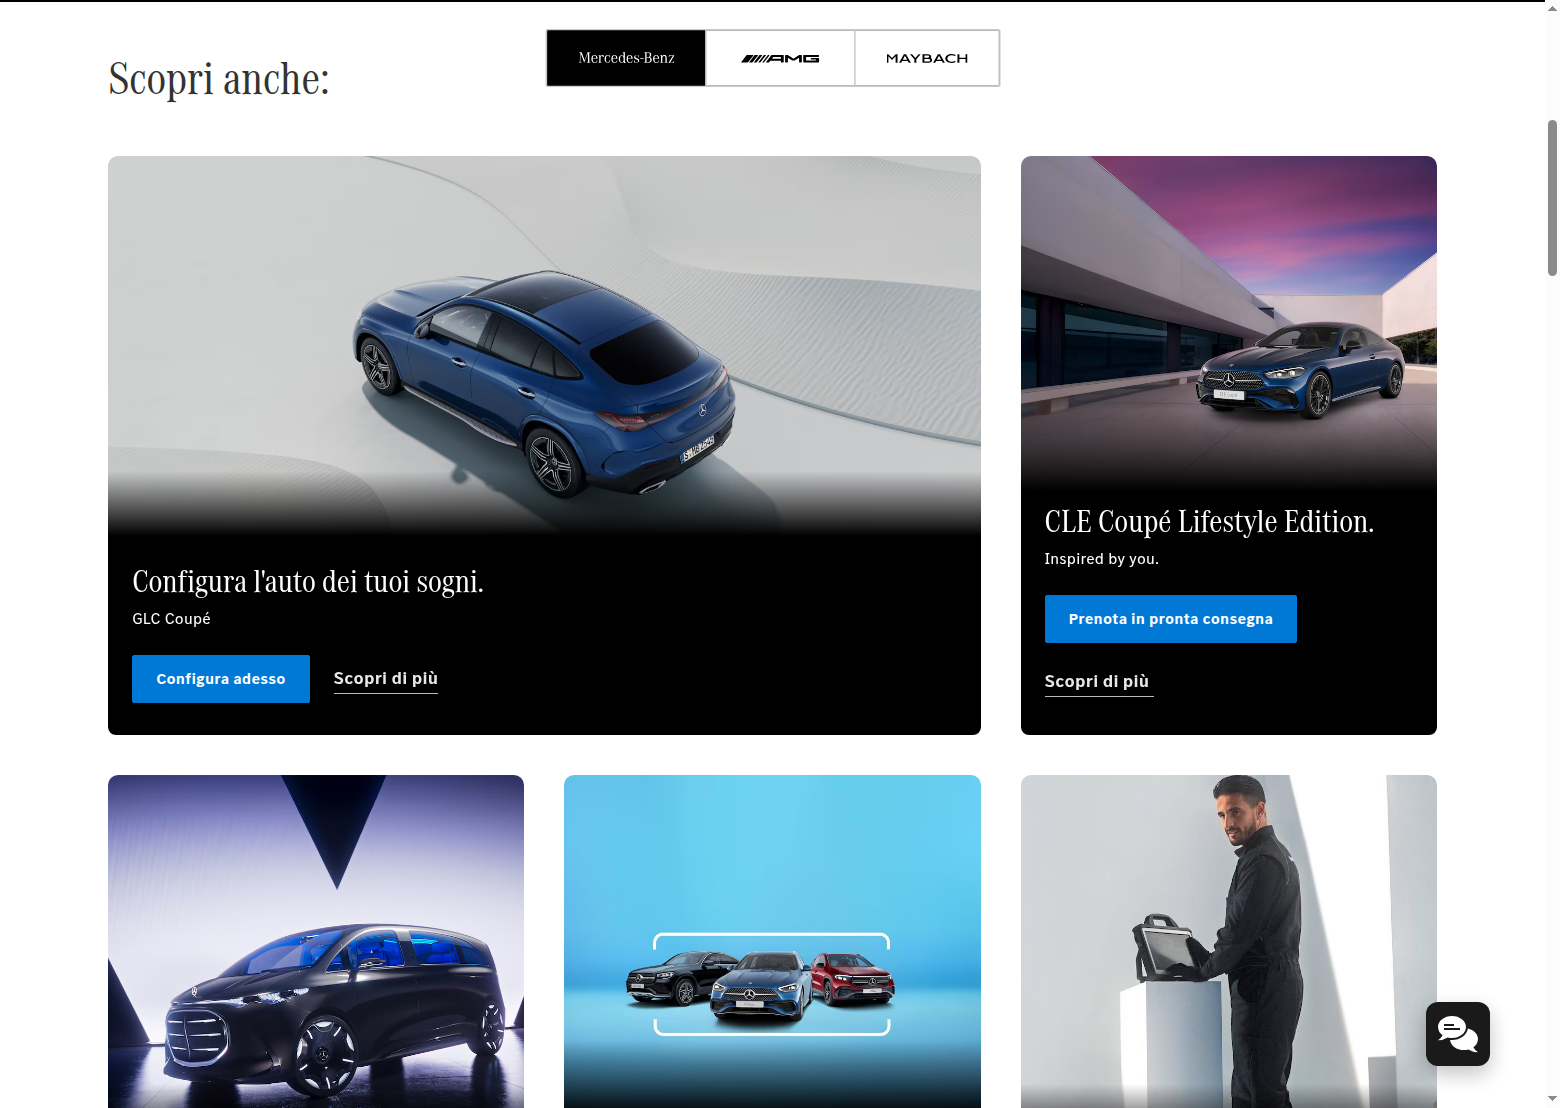 Scopri anche:
Mercedes-Benz
AMG
MAYBACH
Configura l'auto dei tuoi sogni.
GLC Coupé
Configura adesso
Scopri di più
CLE Coupé Lifestyle Edition.
Inspired by you.
Prenota in pronta consegna
Scopri di più